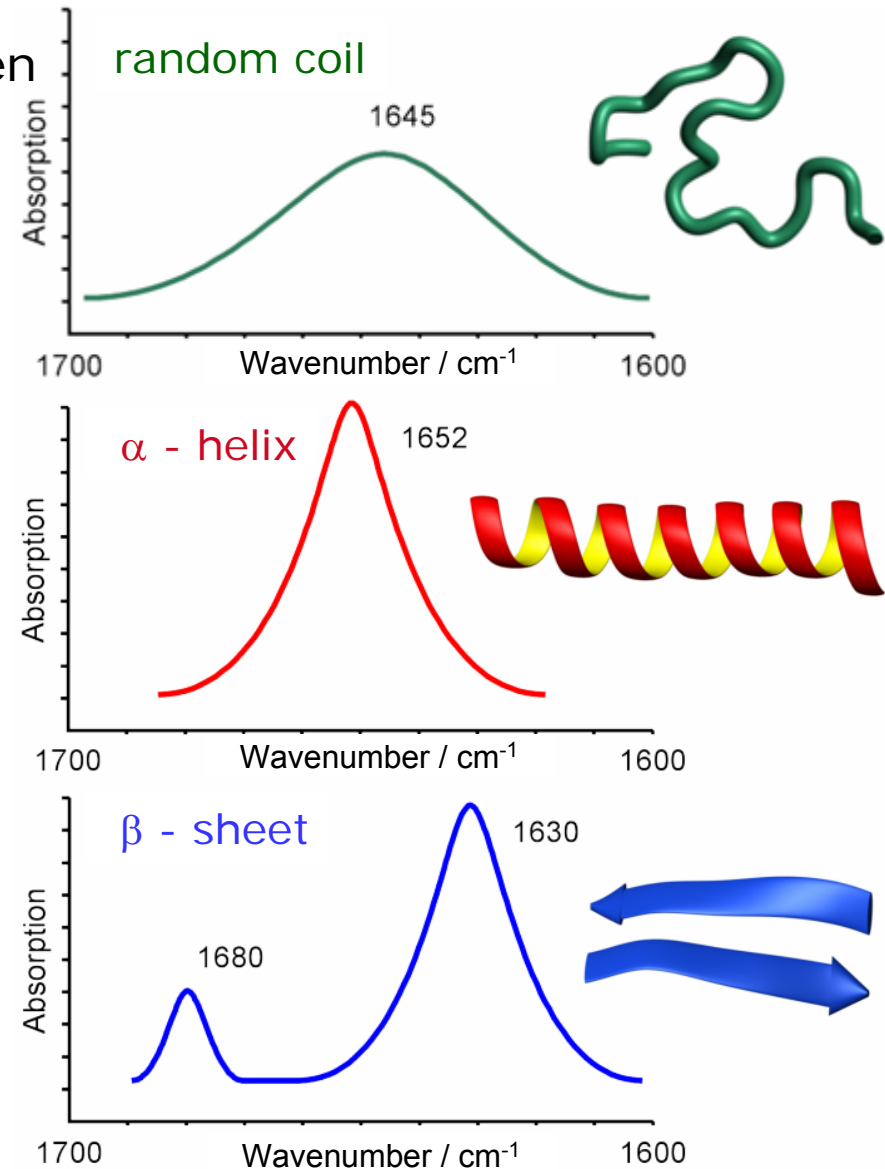 en
random coil
1645
Absorption
1700
Wavenumber / cm⁻¹
1600
α - helix
1652
Absorption
1700
Wavenumber / cm⁻¹
1600
β - sheet
1630
1680
Absorption
1700
Wavenumber / cm⁻¹
1600